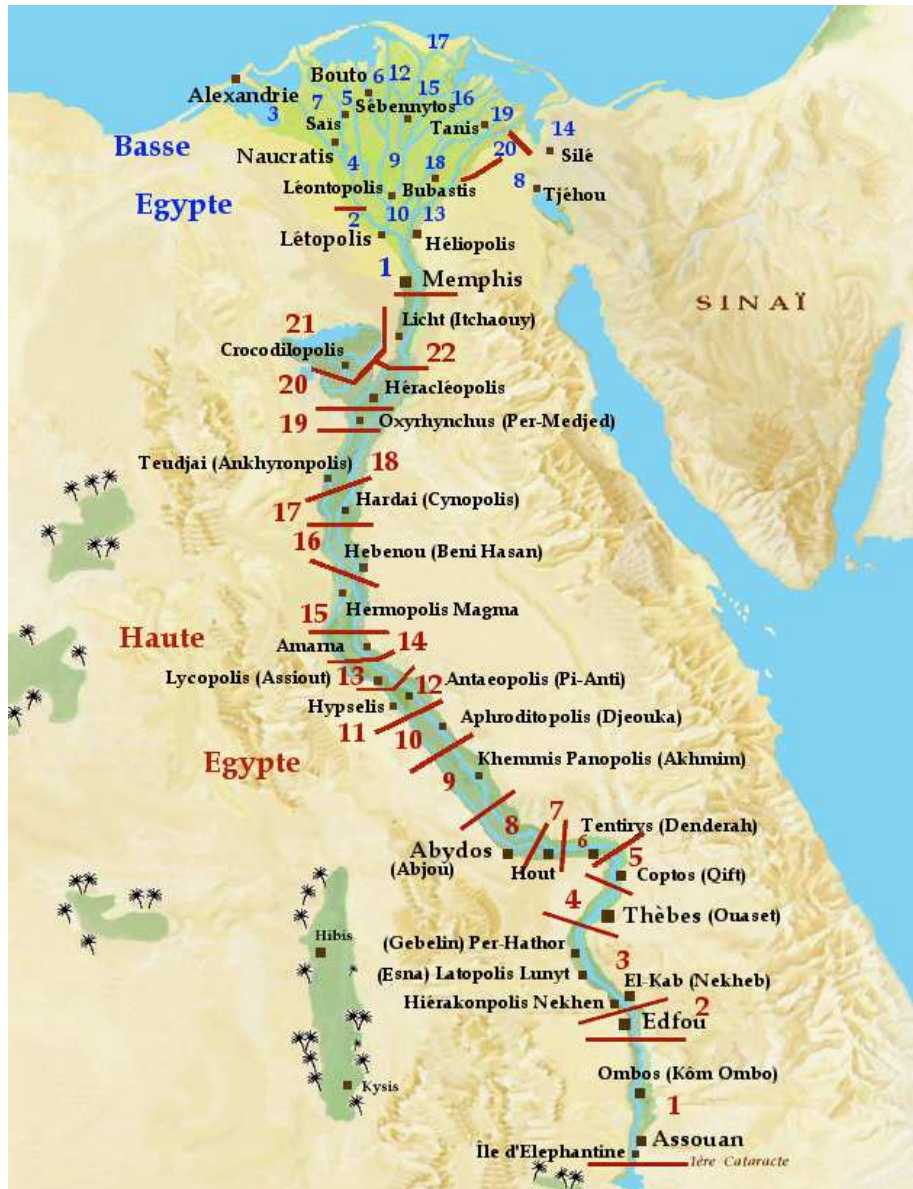 17
Bouto 6 12
15
Alexandrie 7 5 Sébennytos 16
3 Saïs Tanis 19
Basse 14
Naucratis 20 Silé
4 9 18
Egypte Léontopolis Bubastis 8 Tjéhou
2 10 13
Létopolis Héliopolis
1 Memphis
SINAÏ
21 Licht (Itchaouy)
Crocodilopolis 22
20 Héracléopolis
19 Oxyrhynchus (Per-Medjed)
Teudjai (Ankhyronpolis) 18
17 Hardai (Cynopolis)
16 Hebenou (Beni Hasan)
15 Hermopolis Magma
Haute Amarna 14
Lycopolis (Assiout) 13 12 Antaeopolis (Pi-Anti)
Hypselis
11 10 Aphroditopolis (Djeouka)
Egypte 9 Khemmis Panopolis (Akhmim)
8 7 Tentirys (Denderah)
Abydos 6 5
(Abjou) Hout Coptos (Qift)
4 Thèbes (Ouaset)
Hibis (Gebelin) Per-Hathor
3
(Esna) Latopolis Lunyt El-Kab (Nekheb)
Hiérakonpolis Nekhen 2
Edfou
Kysis Ombos (Kôm Ombo)
1
Assouan
Île d'Elephantine 1ère Cataracte